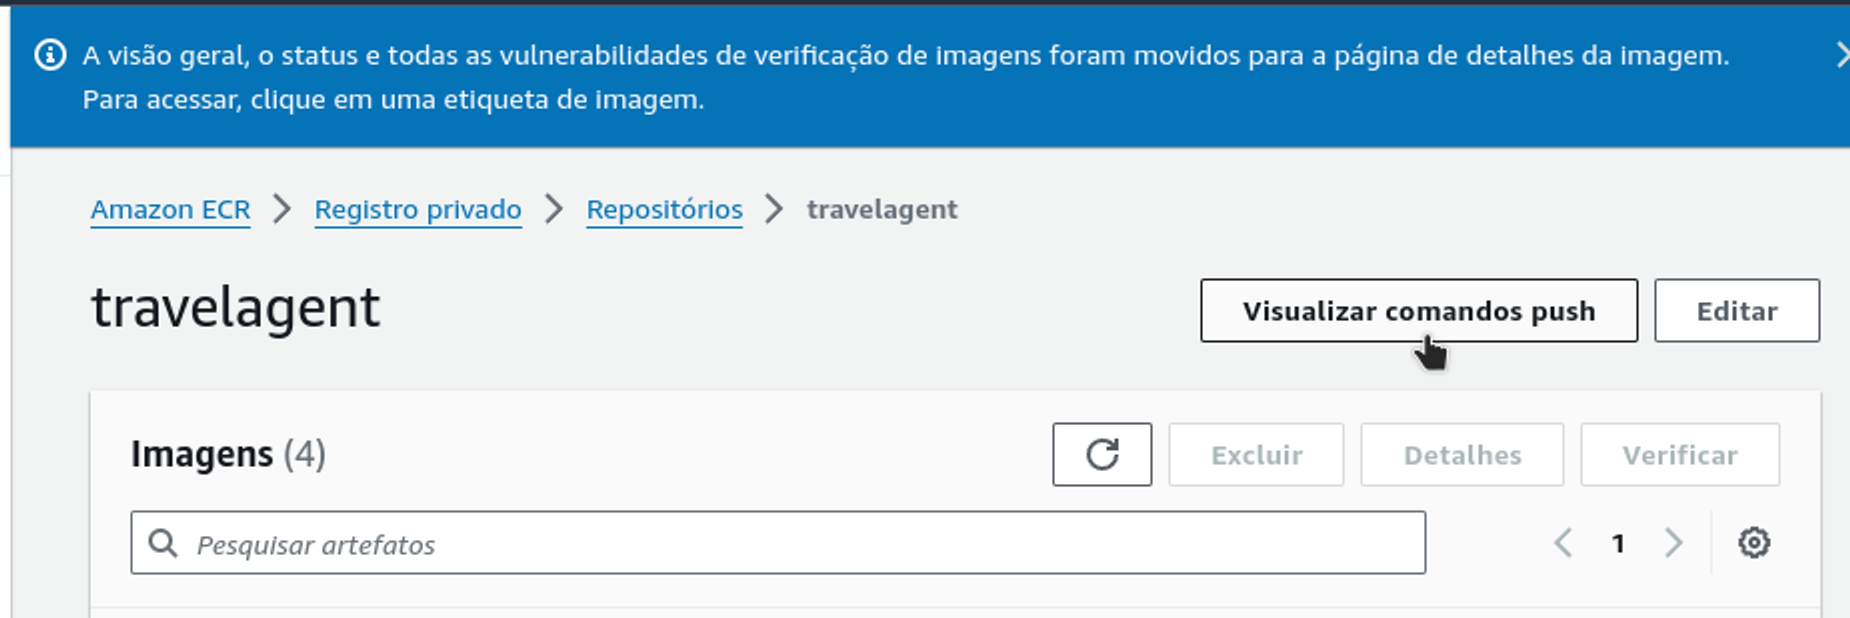 A visão geral, o status e todas as vulnerabilidades de verificação de imagens foram movidos para a página de detalhes da imagem.
Para acessar, clique em uma etiqueta de imagem.
Amazon ECR > Registro privado > Repositórios > travelagent
travelagent
Visualizar comandos push
Editar
Imagens (4)
Excluir
Detalhes
Verificar
Pesquisar artefatos
1